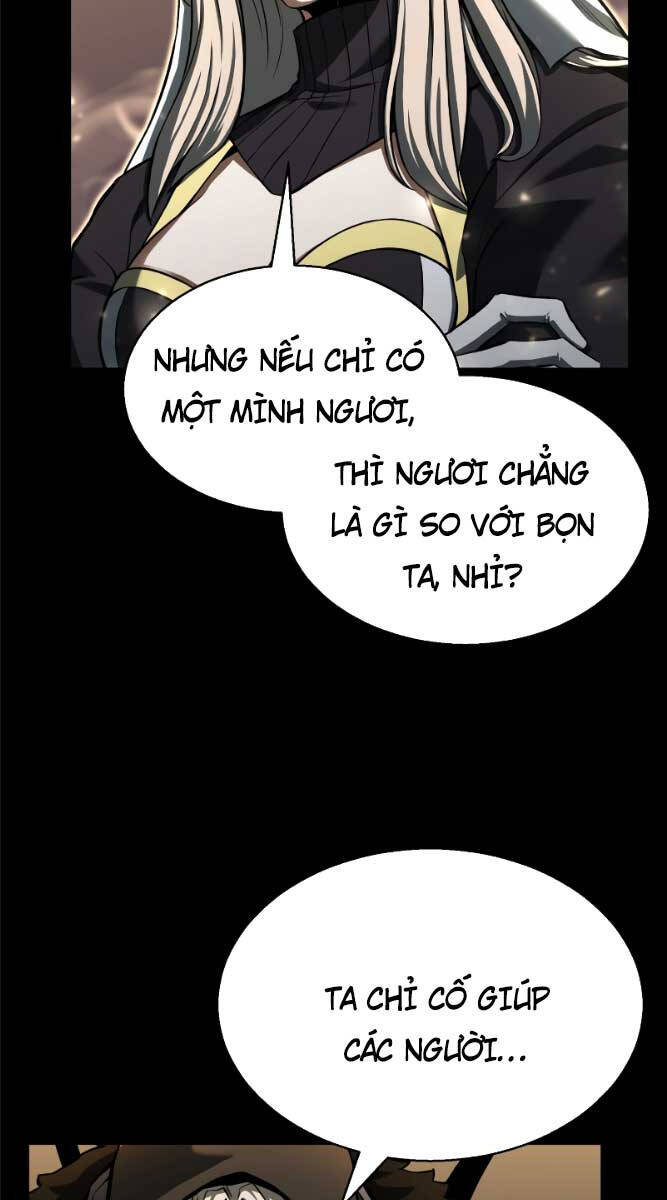 NHƯNG NẾU CHỈ CÓ
MỘT MÌNH NGƯƠI,
THÌ NGƯƠI CHẲNG
LÀ GÌ SO VỚI BỌN
TA, NHỈ?
TA CHỈ CỐ GIÚP
CÁC NGƯỜI...